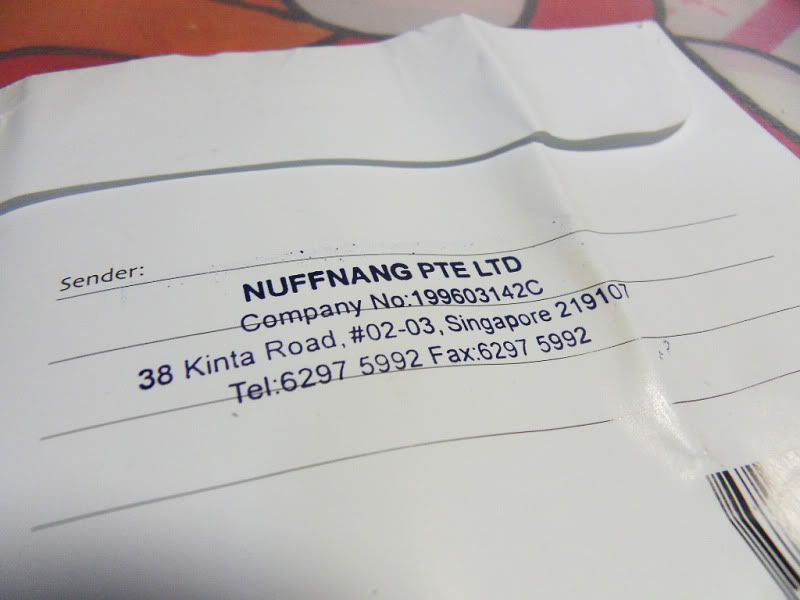 Sender:
NUFFNANG PTE LTD
Company No:199603142C
38 Kinta Road, #02-03, Singapore 219107
Tel:6297 5992 Fax:6297 5992